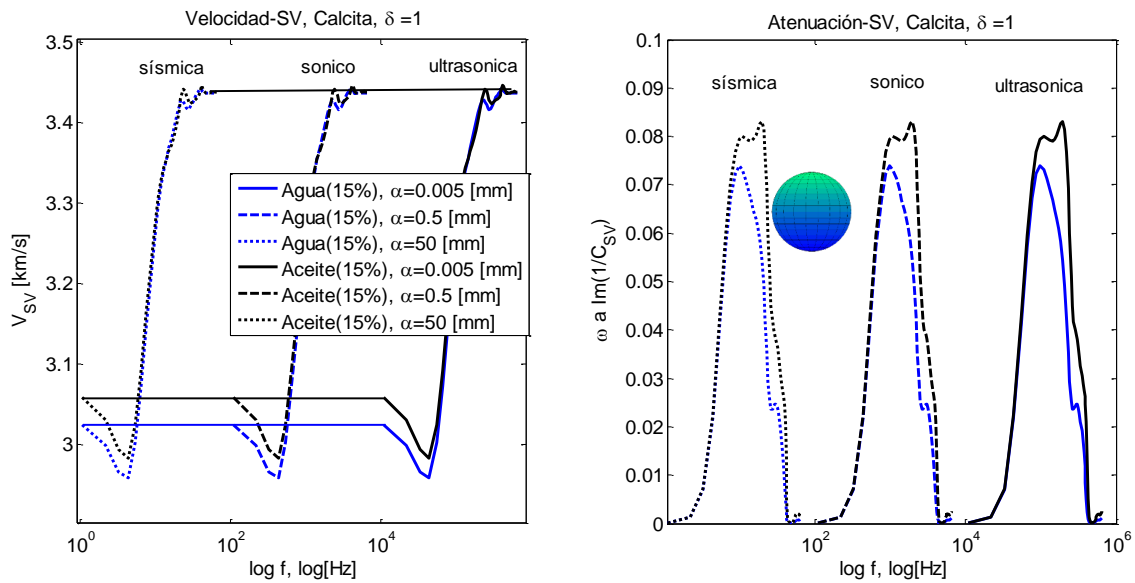 Velocidad-SV, Calcita, δ =1
3.5
3.4
3.3
3.2
3.1
3
V_SV [km/s]
sísmica
sonico
ultrasonica
Agua(15%), α=0.005 [mm]
Agua(15%), α=0.5 [mm]
Agua(15%), α=50 [mm]
Aceite(15%), α=0.005 [mm]
Aceite(15%), α=0.5 [mm]
Aceite(15%), α=50 [mm]
10^0
10^2
10^4
log f, log[Hz]
Atenuación-SV, Calcita, δ=1
0.1
0.09
0.08
0.07
0.06
0.05
0.04
0.03
0.02
0.01
0
ω a Im(1/C_SV)
sísmica
sonico
ultrasonica
10^2
10^4
10^6
log f, log[Hz]